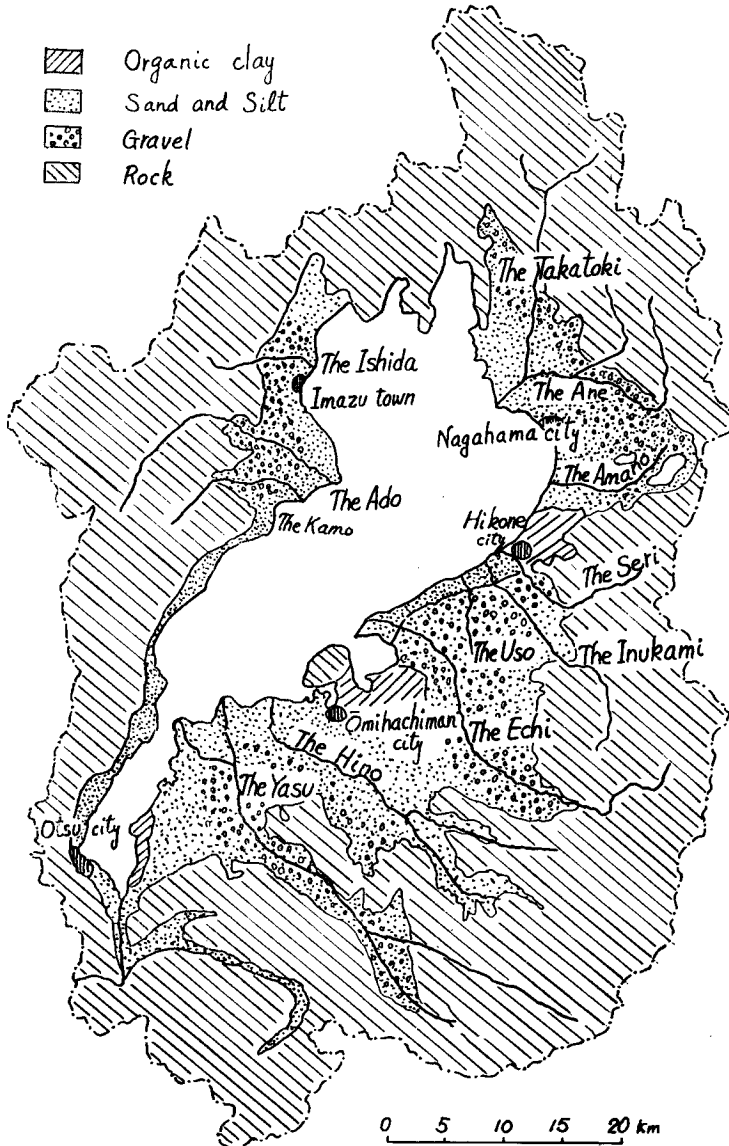 Organic clay
Sand and Silt
Gravel
Rock
The Takatoki
The Ishida
Imazu town
The Ane
Nagahama city
The Amano
The Ado
The Kamo
Hikone
city
The Seri
The Uso
The Inukami
Ōmihachiman
city
The Echi
The Hino
The Yasu
Ōtsu city
0 5 10 15 20 km